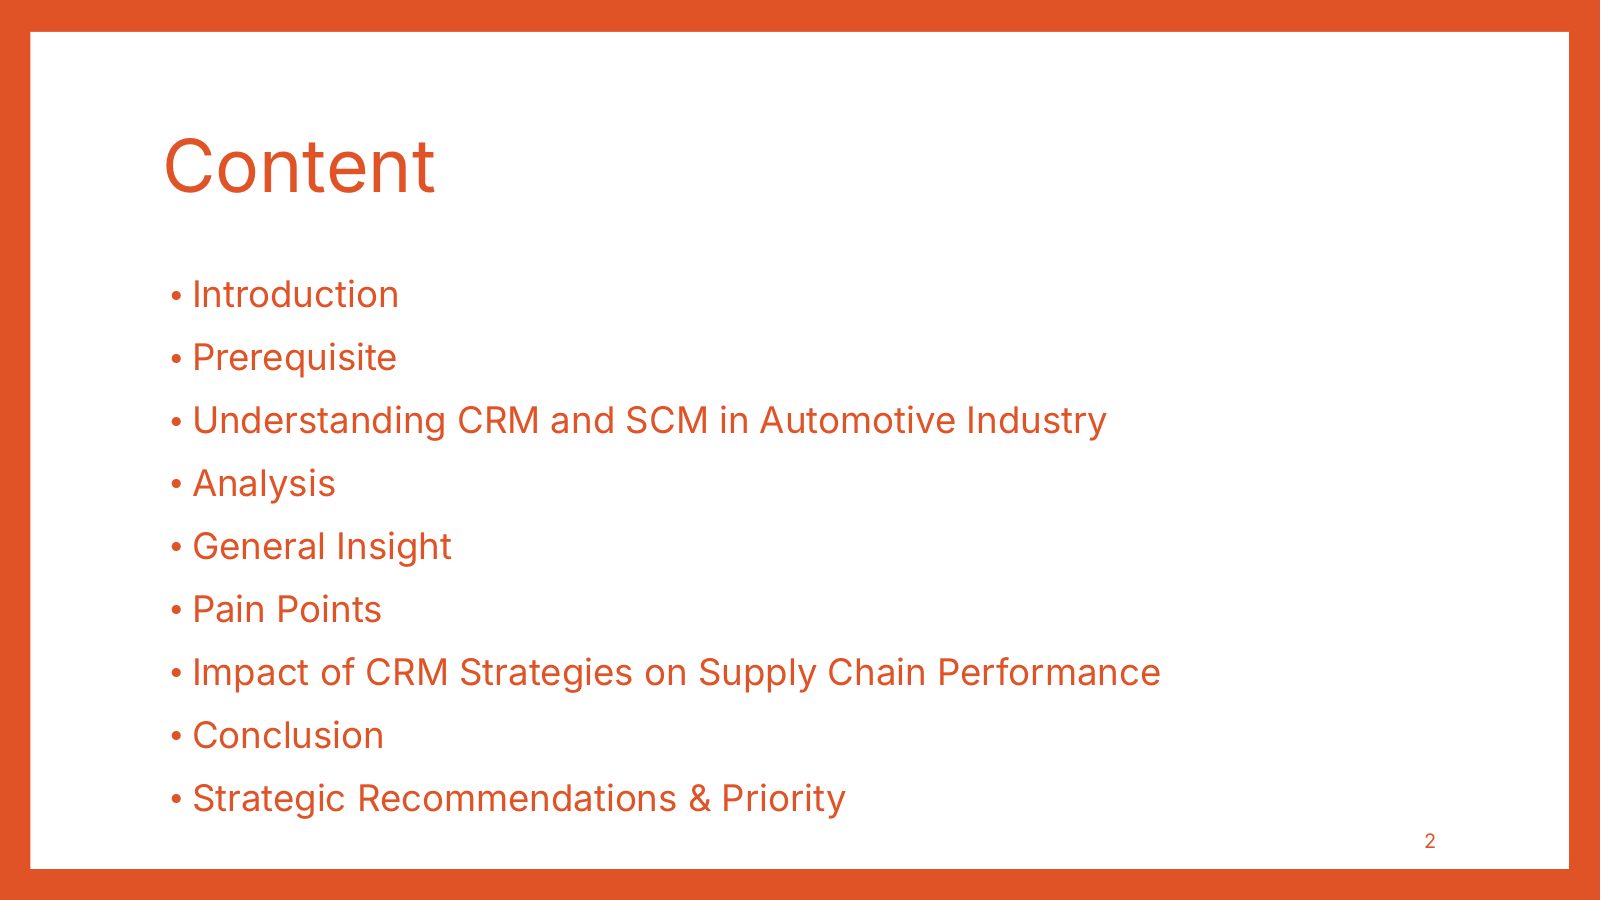 Content
• Introduction
• Prerequisite
• Understanding CRM and SCM in Automotive Industry
• Analysis
• General Insight
• Pain Points
• Impact of CRM Strategies on Supply Chain Performance
• Conclusion
• Strategic Recommendations & Priority
2